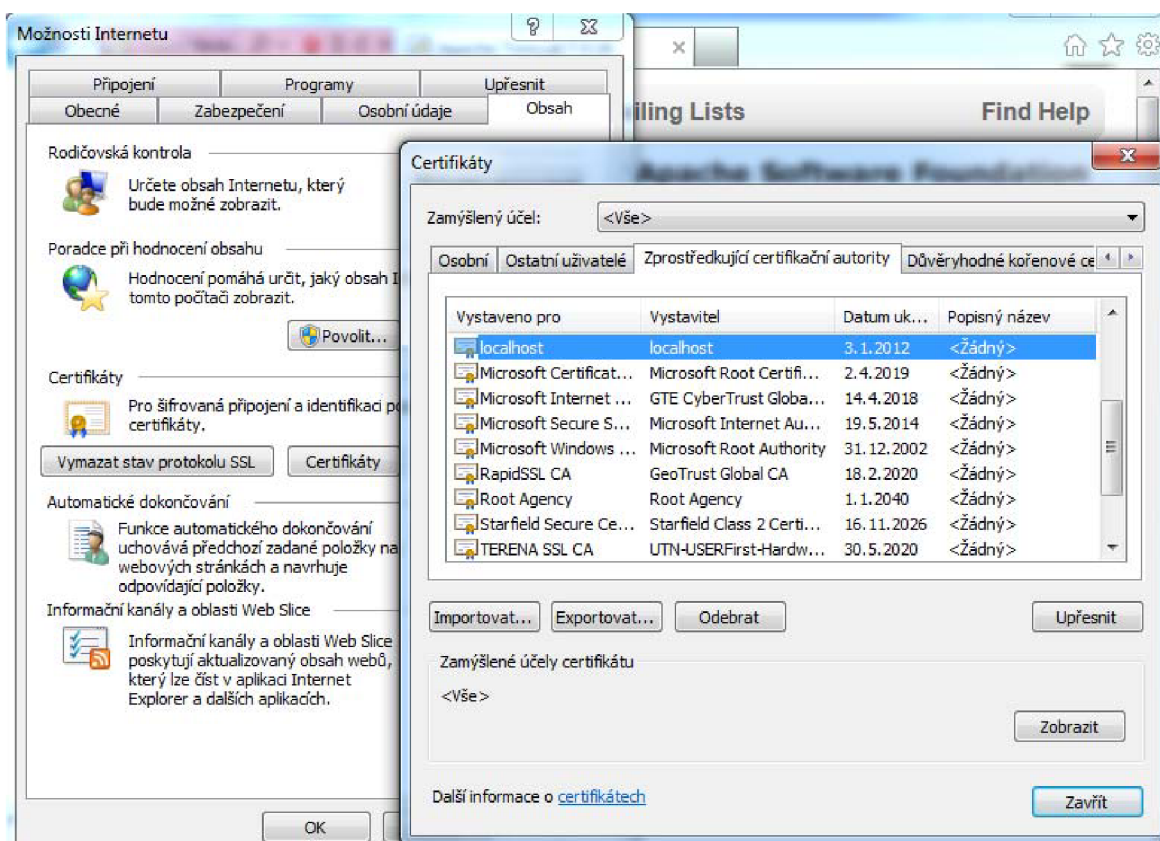 Možnosti Internetu
Připojení Programy Upřesnit
Obecné Zabezpečení Osobní údaje Obsah
Rodičovská kontrola
Určete obsah Internetu, který
bude možné zobrazit.
Poradce při hodnocení obsahu
Hodnocení pomáhá určit, jaký obsah I
tomto počítači zobrazit.
Povolit...
Certifikáty
Pro šifrovaná připojení a identifikaci po
certifikáty.
Vymazat stav protokolu SSL Certifikáty
Automatické dokončování
Funkce automatického dokončování
uchovává předchozí zadané položky na
webových stránkách a navrhuje
odpovídající položky.
Informační kanály a oblasti Web Slice
Informační kanály a oblasti Web Slice
poskytují aktualizovaný obsah webů,
který lze číst v aplikaci Internet
Explorer a dalších aplikacích.
OK
iling Lists Find Help
Apache Software Foundation
Certifikáty
Zamýšlený účel: <Vše>
Osobní Ostatní uživatelé Zprostředkující certifikační autority Důvěryhodné kořenové ce
Vystaveno pro Vystavitel Datum uk... Popisný název
localhost localhost 3.1.2012 <Žádný>
Microsoft Certificat... Microsoft Root Certifi... 2.4.2019 <Žádný>
Microsoft Internet ... GTE CyberTrust Globa... 14.4.2018 <Žádný>
Microsoft Secure S... Microsoft Internet Au... 19.5.2014 <Žádný>
Microsoft Windows ... Microsoft Root Authority 31.12.2002 <Žádný>
RapidSSL CA GeoTrust Global CA 18.2.2020 <Žádný>
Root Agency Root Agency 1.1.2040 <Žádný>
Starfield Secure Ce... Starfield Class 2 Certi... 16.11.2026 <Žádný>
TERENA SSL CA UTN-USERFirst-Hardw... 30.5.2020 <Žádný>
Importovat... Exportovat... Odebrat Upřesnit
Zamýšlené účely certifikátu
<Vše>
Zobrazit
Další informace o certifikátech
Zavřít